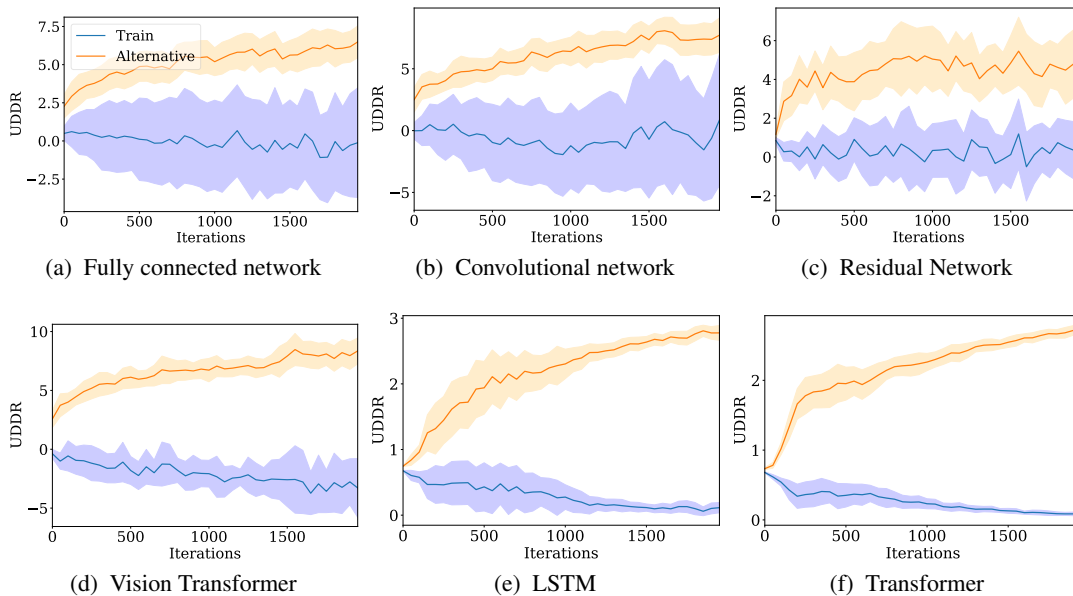 Train
Alternative
7.5
5.0
2.5
0.0
−2.5
UDDR
0 500 1000 1500
Iterations
(a) Fully connected network
5
0
−5
UDDR
0 500 1000 1500
Iterations
(b) Convolutional network
6
4
2
0
−2
UDDR
0 500 1000 1500
Iterations
(c) Residual Network
10
5
0
−5
UDDR
0 500 1000 1500
Iterations
(d) Vision Transformer
3
2
1
0
UDDR
0 500 1000 1500
Iterations
(e) LSTM
2
1
0
UDDR
0 500 1000 1500
Iterations
(f) Transformer